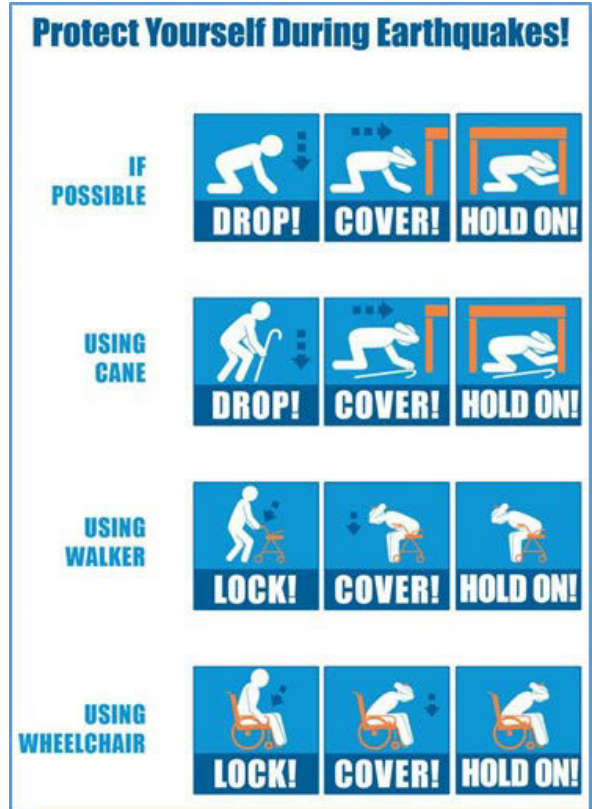 Protect Yourself During Earthquakes!
IF
POSSIBLE
DROP! COVER! HOLD ON!
USING
CANE
DROP! COVER! HOLD ON!
USING
WALKER
LOCK! COVER! HOLD ON!
USING
WHEELCHAIR
LOCK! COVER! HOLD ON!